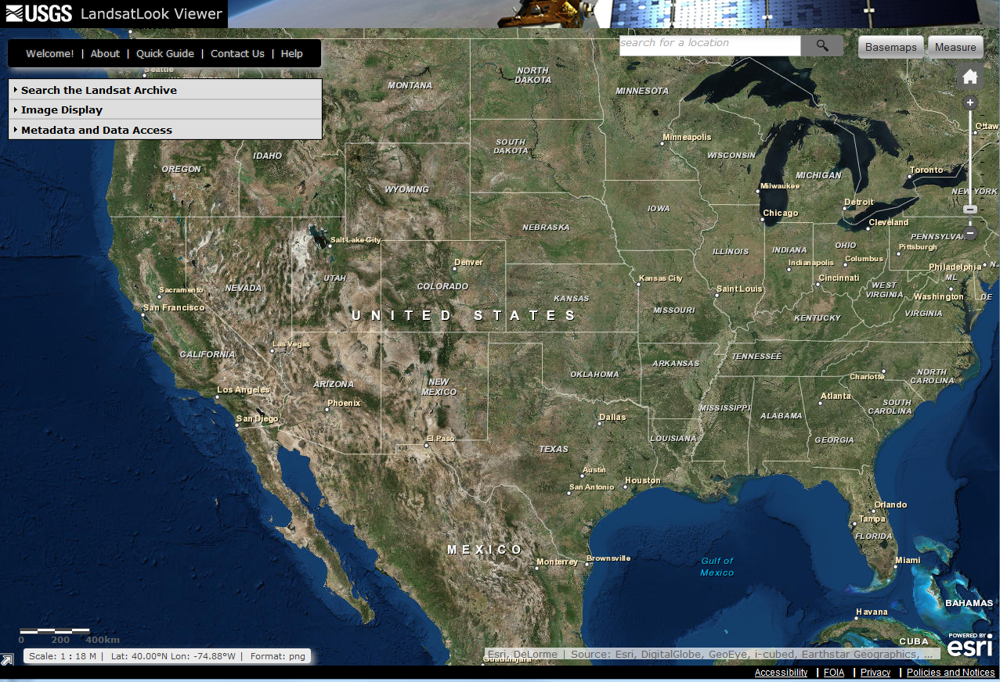 USGS LandsatLook Viewer
search for a location
Basemaps Measure
Welcome! | About | Quick Guide | Contact Us | Help
Seattle
Search the Landsat Archive
Image Display
Metadata and Data Access
MONTANA
NORTH
DAKOTA
MINNESOTA
+
Ottaw
Minneapolis
SOUTH
DAKOTA
IDAHO
WISCONSIN
OREGON
Toronto
MICHIGAN
Milwaukee
WYOMING
NEW YORK
Detroit
IOWA
Chicago
Cleveland
NEBRASKA
Salt Lake City
PENNSYLVA
ILLINOIS
INDIANA
OHIO
Pittsburgh
Denver
Indianapolis
Columbus
Philadelphia
N.
UTAH
Kansas City
Cincinnati
ML
NEVADA
COLORADO
Saint Louis
WEST
VIRGINIA
Sacramento
KANSAS
Washington
DE
San Francisco
MISSOURI
VIRGINIA
UNITED STATES
KENTUCKY
Las Vegas
CALIFORNIA
TENNESSEE
ARKANSAS
OKLAHOMA
NORTH
CAROLINA
Charlotte
ARIZONA
NEW
MEXICO
Los Angeles
Phoenix
Atlanta
SOUTH
CAROLINA
MISSISSIPPI
ALABAMA
San Diego
Dallas
El Paso
LOUISIANA
GEORGIA
TEXAS
Austin
Houston
San Antonio
Orlando
Tampa
FLORIDA
MEXICO
Monterrey
Brownsville
Gulf of
Mexico
Miami
BAHAMAS
Havana
CUBA
0 200 400km
POWERED BY
esri
Scale: 1 : 18 M | Lat: 40.00°N Lon: -74.88°W | Format: png
Esri, DeLorme | Source: Esri, DigitalGlobe, GeoEye, i-cubed, Earthstar Geographics, ...
Guadalajara
Accessibility | FOIA | Privacy | Policies and Notices